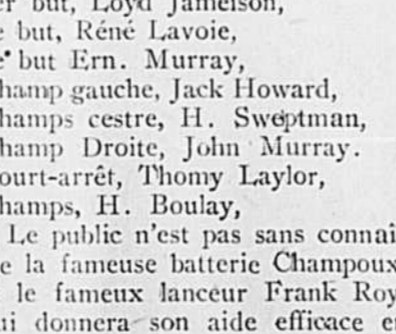 er but, Loyd Jameison,
e but, Réné Lavoie,
e but Ern. Murray,
hamp gauche, Jack Howard,
hamps cestre, H. Sweptman,
hamp Droite, John Murray.
ourt-arrêt, Thomy Laylor,
hamps, H. Boulay,
Le public n'est pas sans connaî
e la fameuse batterie Champoux
le fameux lanceur Frank Roy
ui donnera son aide efficace e